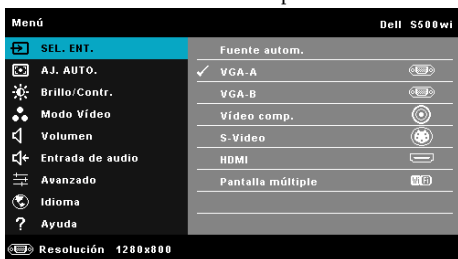 Menú Dell S500wi
SEL. ENT. Fuente autom.
AJ. AUTO. VGA-A
Brillo/Contr. VGA-B
Modo Vídeo Vídeo comp.
Volumen S-Video
Entrada de audio HDMI
Avanzado Pantalla múltiple WiFi
Idioma
? Ayuda
Resolución 1280x800